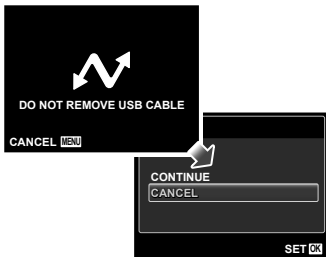 DO NOT REMOVE USB CABLE
CANCEL MENU
CONTINUE
CANCEL
SET OK